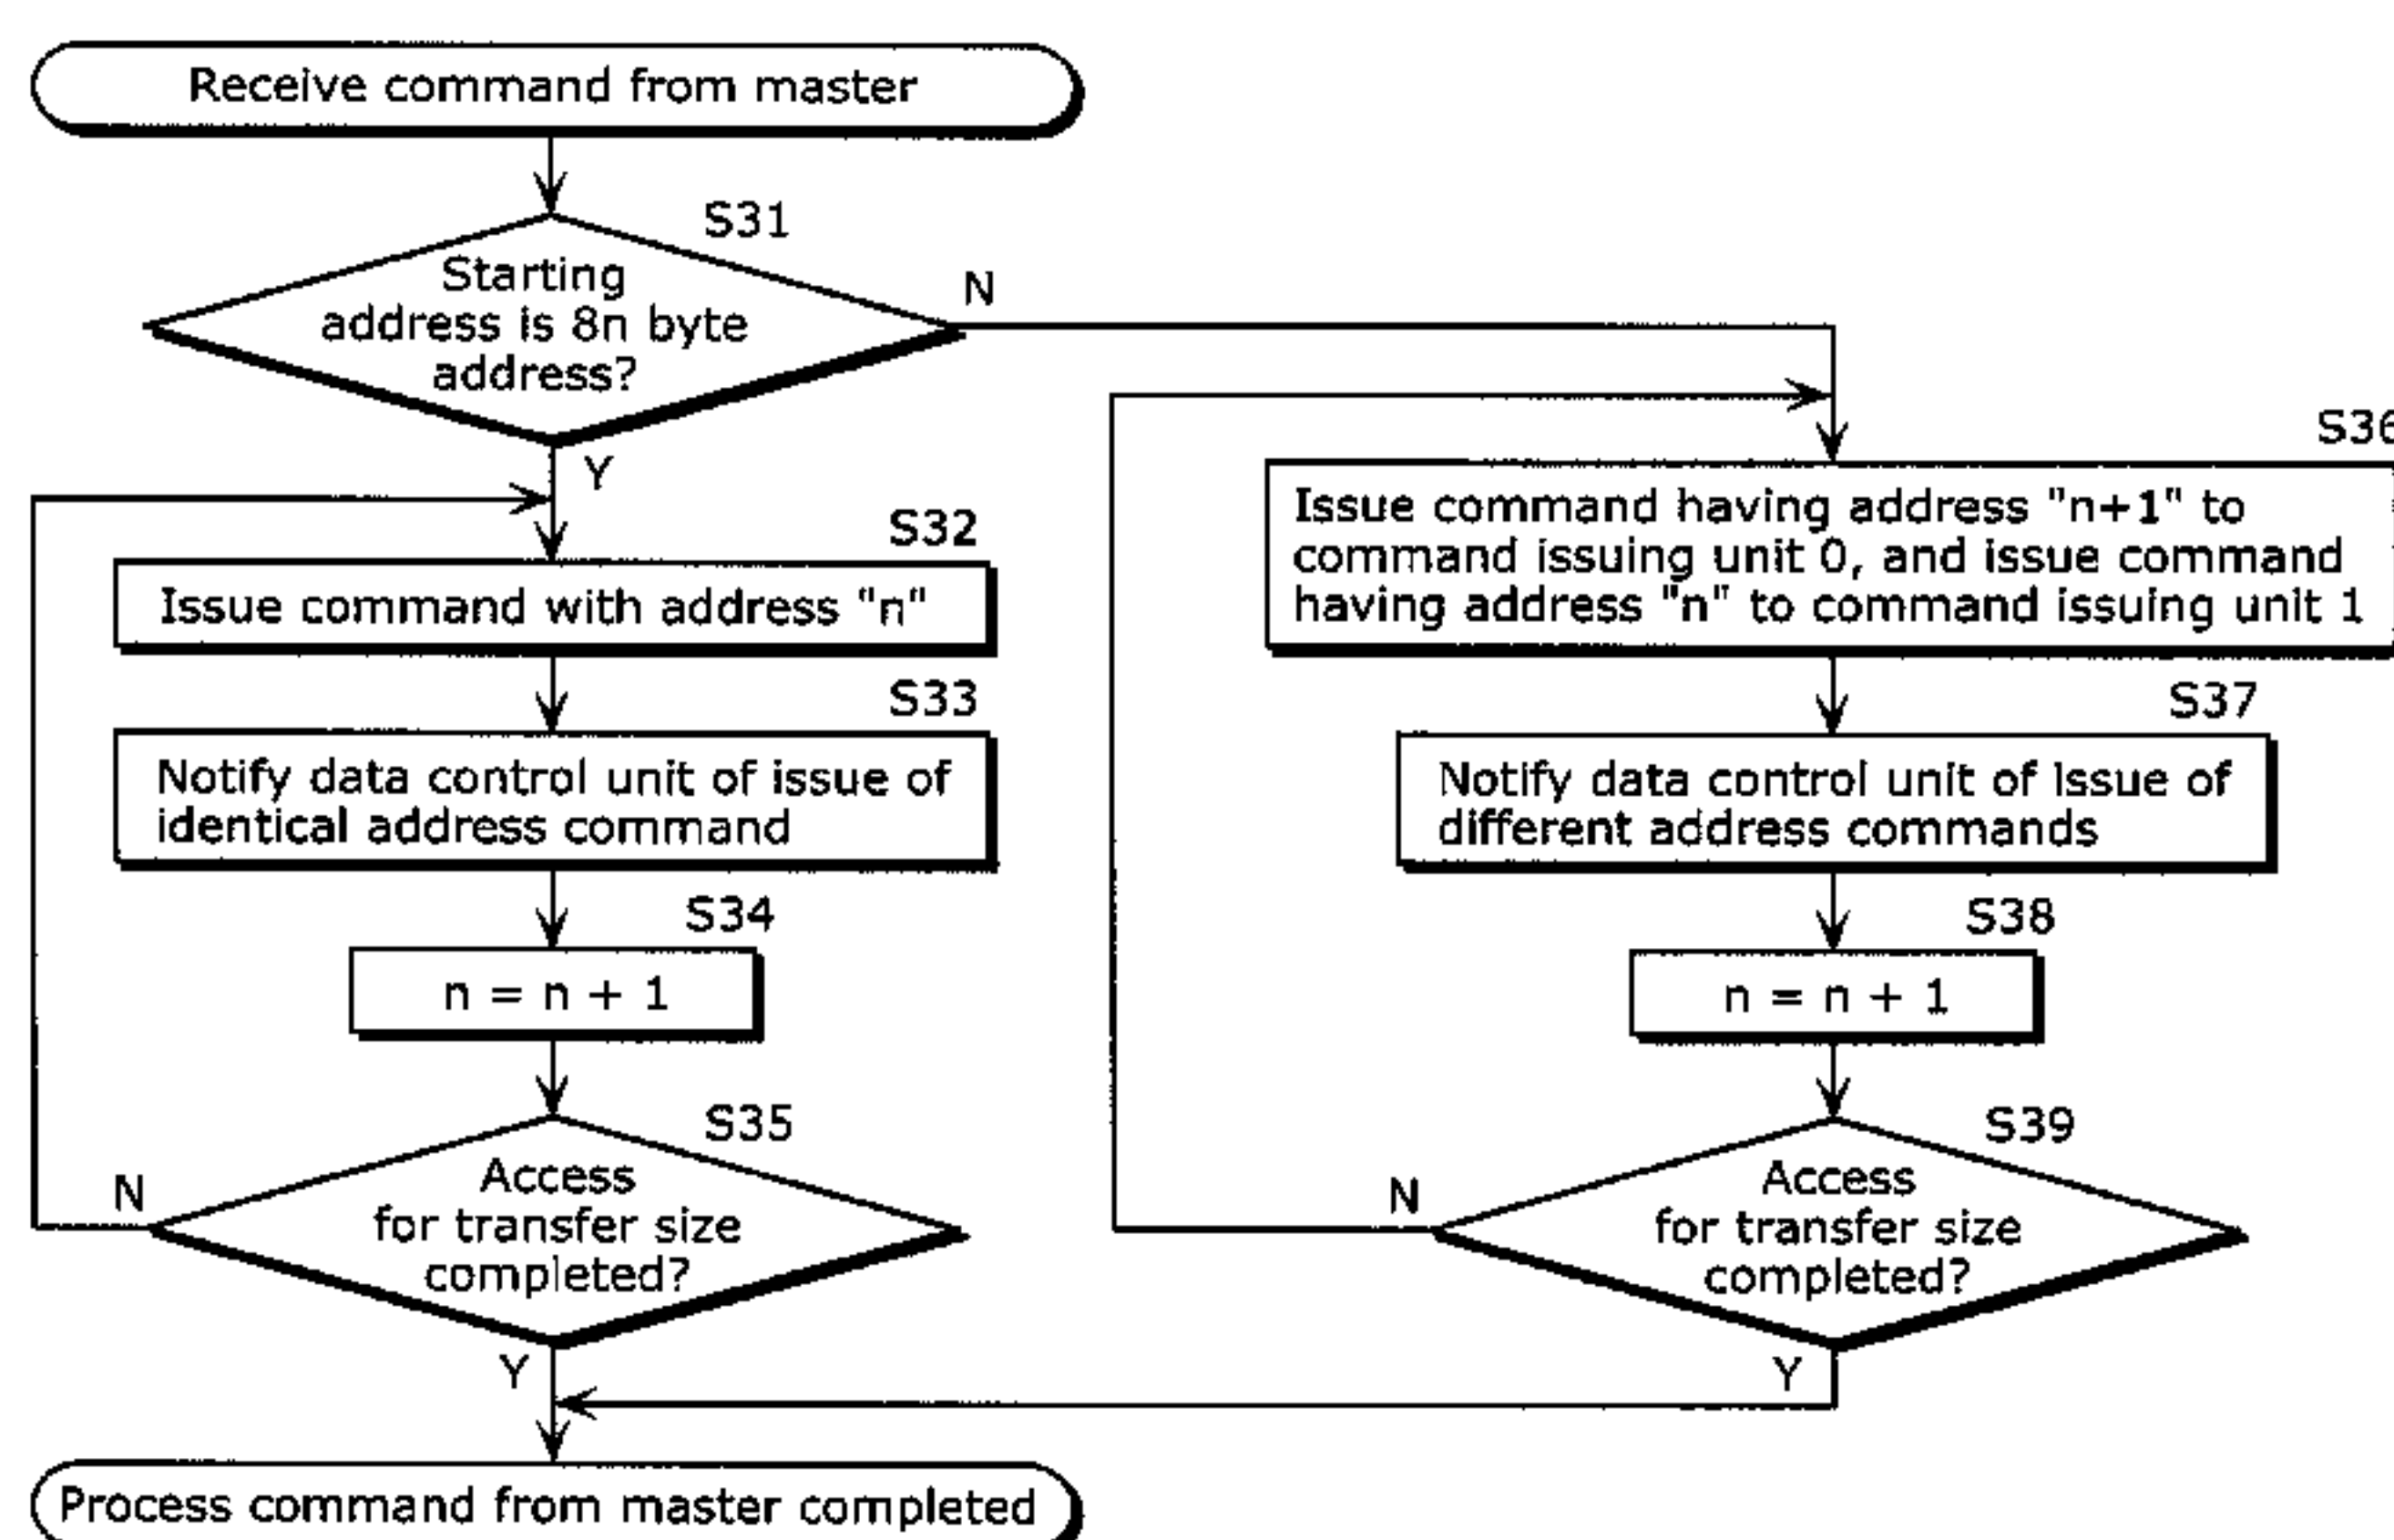 Receive command from master
S31
Starting
address is 8n byte
address?
N
Y
S32
Issue command with address "n"
S33
Notify data control unit of issue of
identical address command
S34
n = n + 1
S35
Access
for transfer size
completed?
N
Y
S36
Issue command having address "n+1" to
command issuing unit 0, and issue command
having address "n" to command issuing unit 1
S37
Notify data control unit of issue of
different address commands
S38
n = n + 1
S39
Access
for transfer size
completed?
N
Y
Process command from master completed